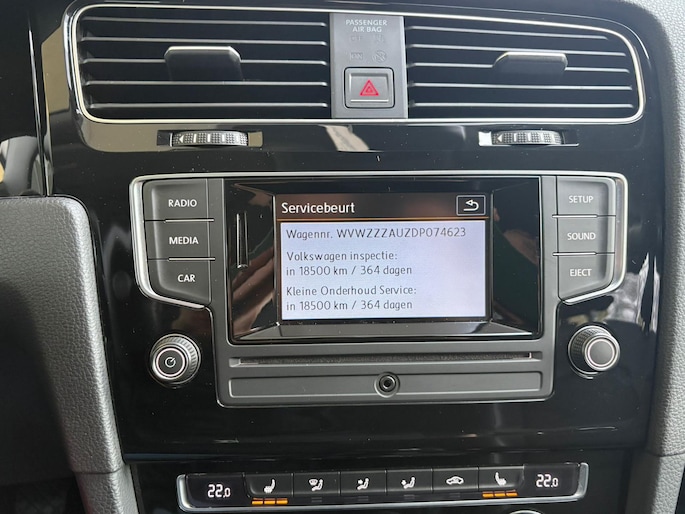 PASSENGER
AIR BAG
RADIO
MEDIA
CAR
Servicebeurt
Wagennr. WVWZZZAUZDP074623
Volkswagen inspectie:
in 18500 km / 364 dagen
Kleine Onderhoud Service:
in 18500 km / 364 dagen
SETUP
SOUND
EJECT
22.0
22.0